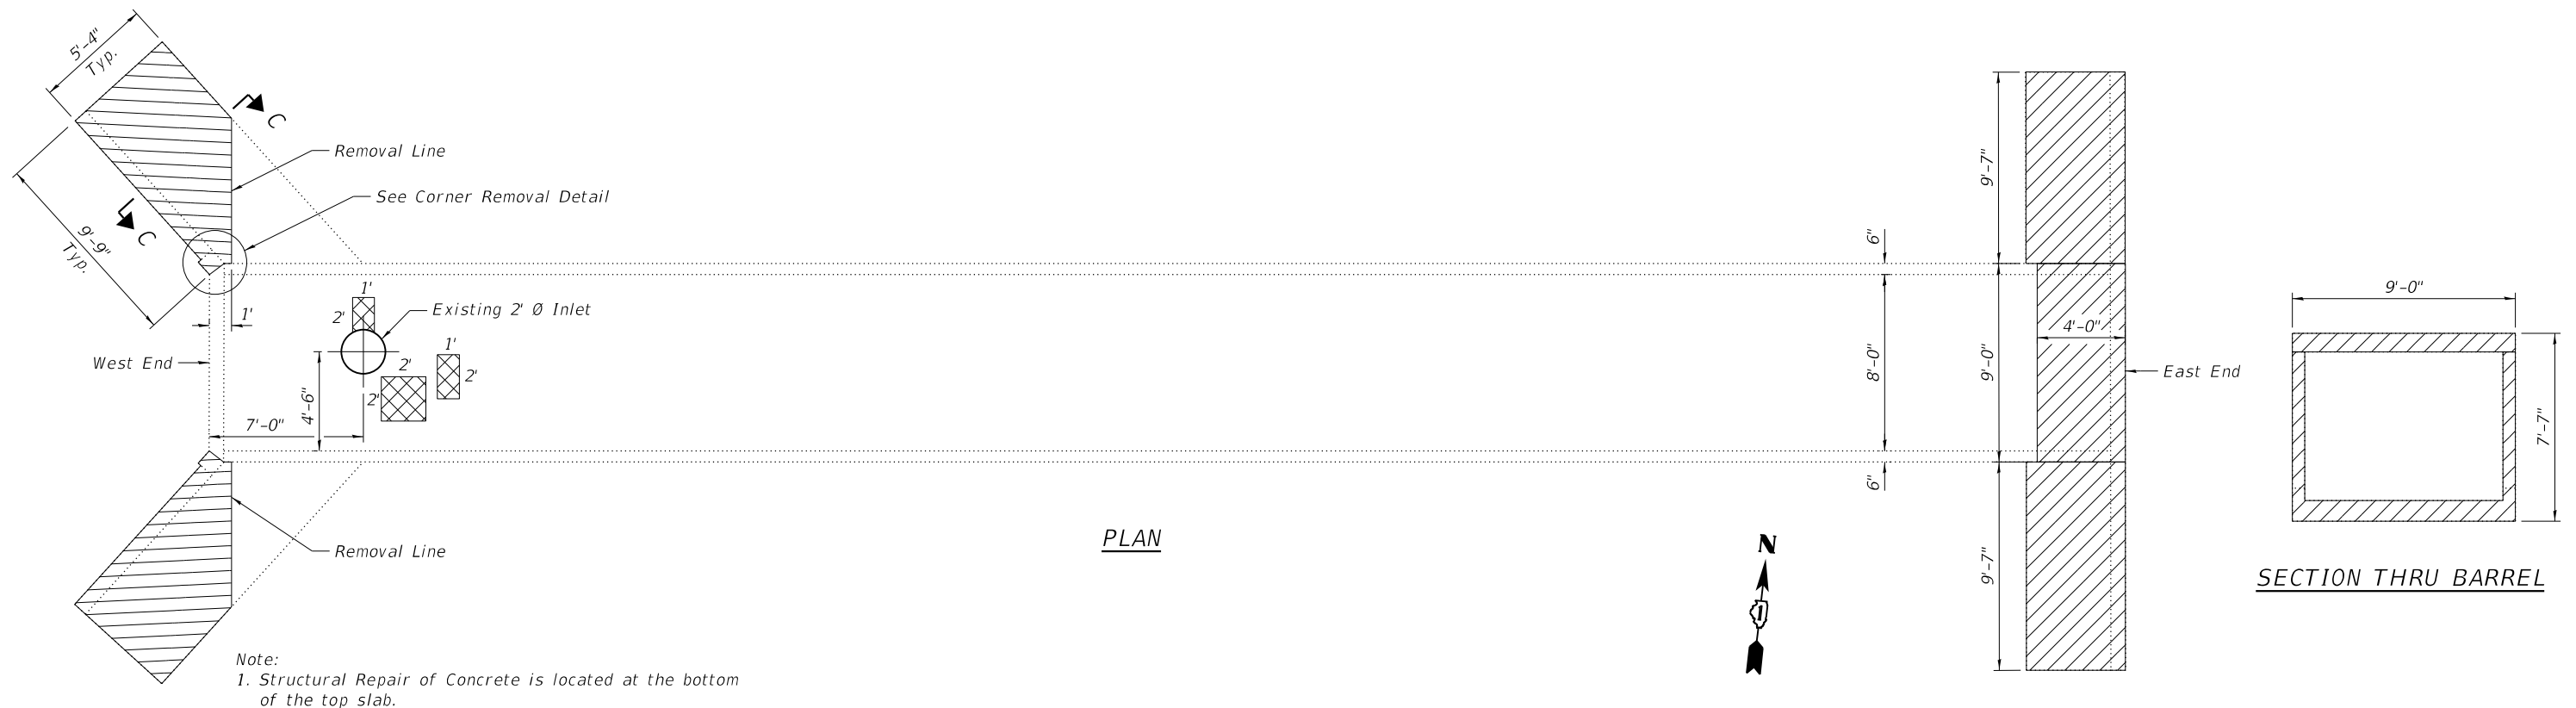 5'-4"
Typ.
C
Removal Line
See Corner Removal Detail
C
9'-9"
Typ.
1'
1'
2'
Existing 2' Ø Inlet
West End
1'
2'
2'
2'
4'-6"
7'-0"
Removal Line
PLAN
Note:
1. Structural Repair of Concrete is located at the bottom
of the top slab.
N
1
9'-7"
6"
8'-0"
9'-0"
4'-0"
East End
6"
9'-7"
9'-0"
7'-7"
SECTION THRU BARREL